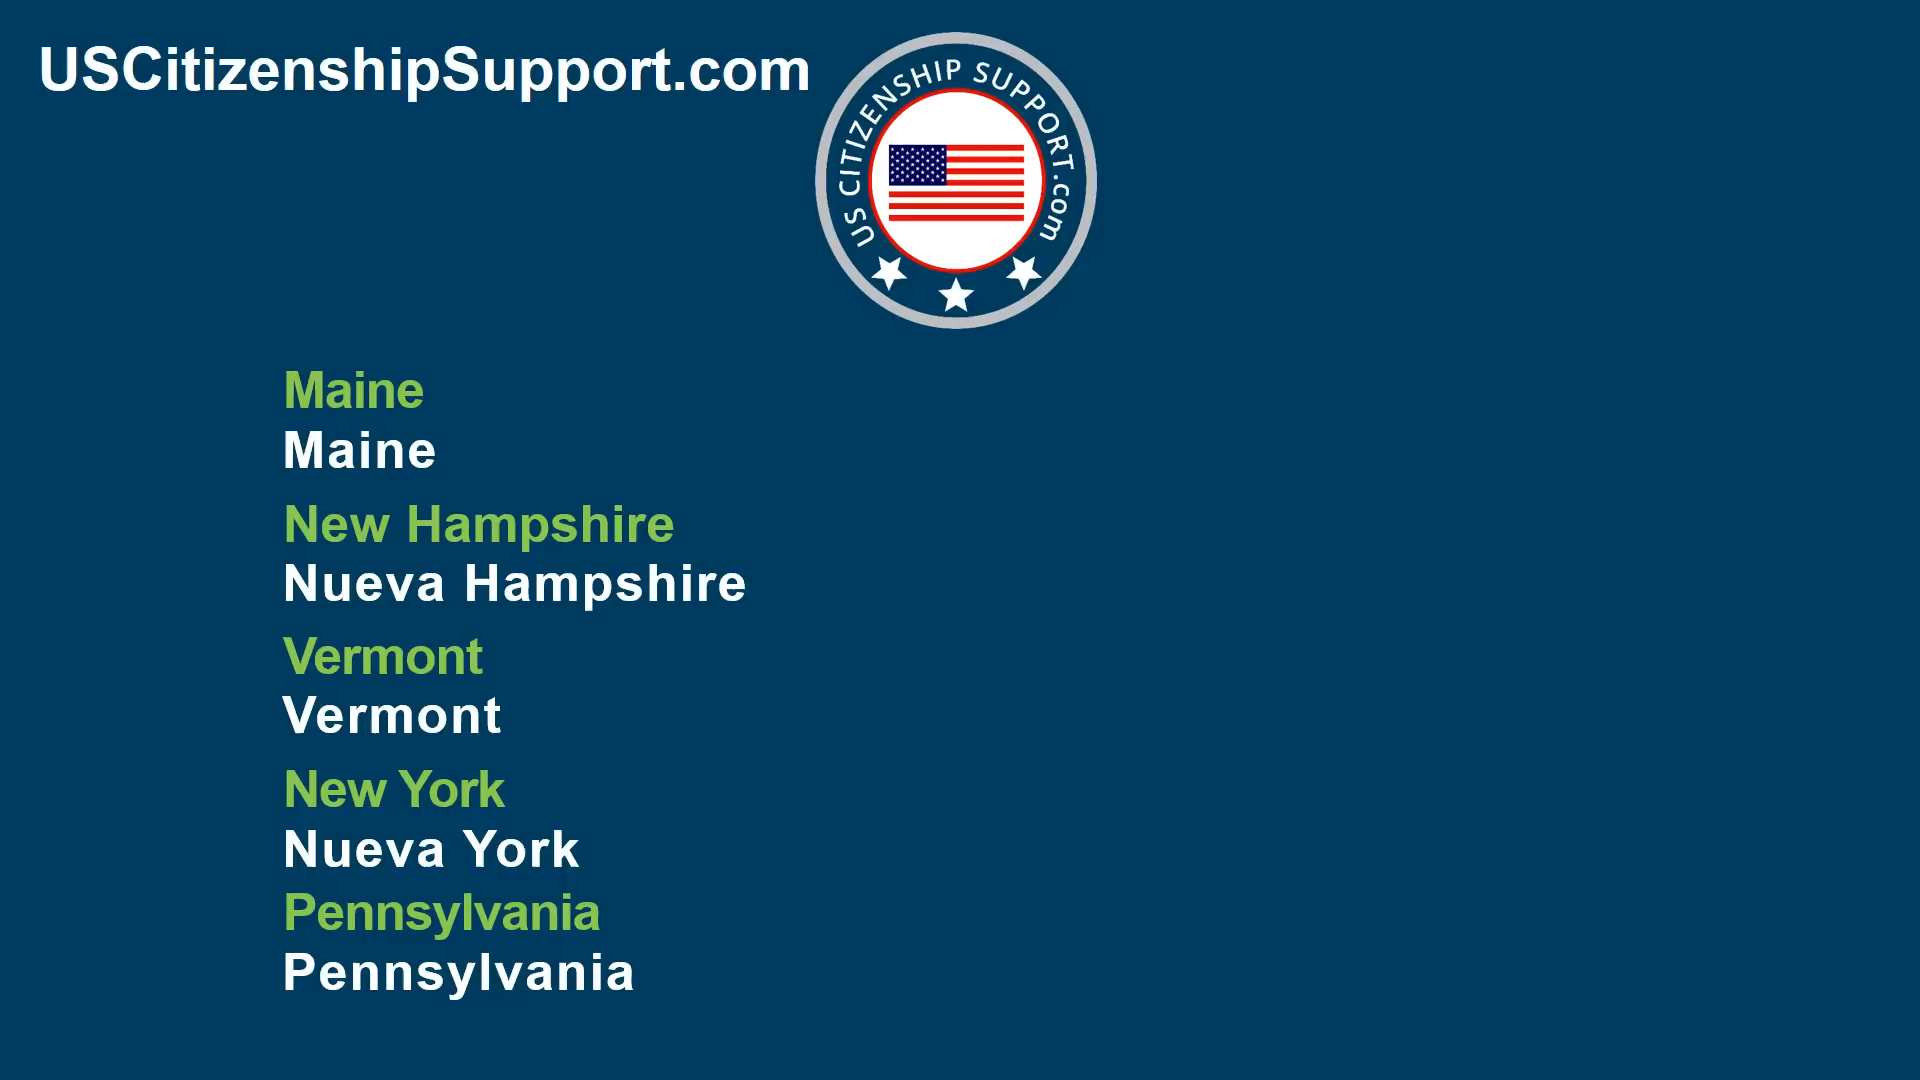 USCitizenshipSupport.com
US CITIZENSHIP SUPPORT.com
Maine
Maine
New Hampshire
Nueva Hampshire
Vermont
Vermont
New York
Nueva York
Pennsylvania
Pennsylvania